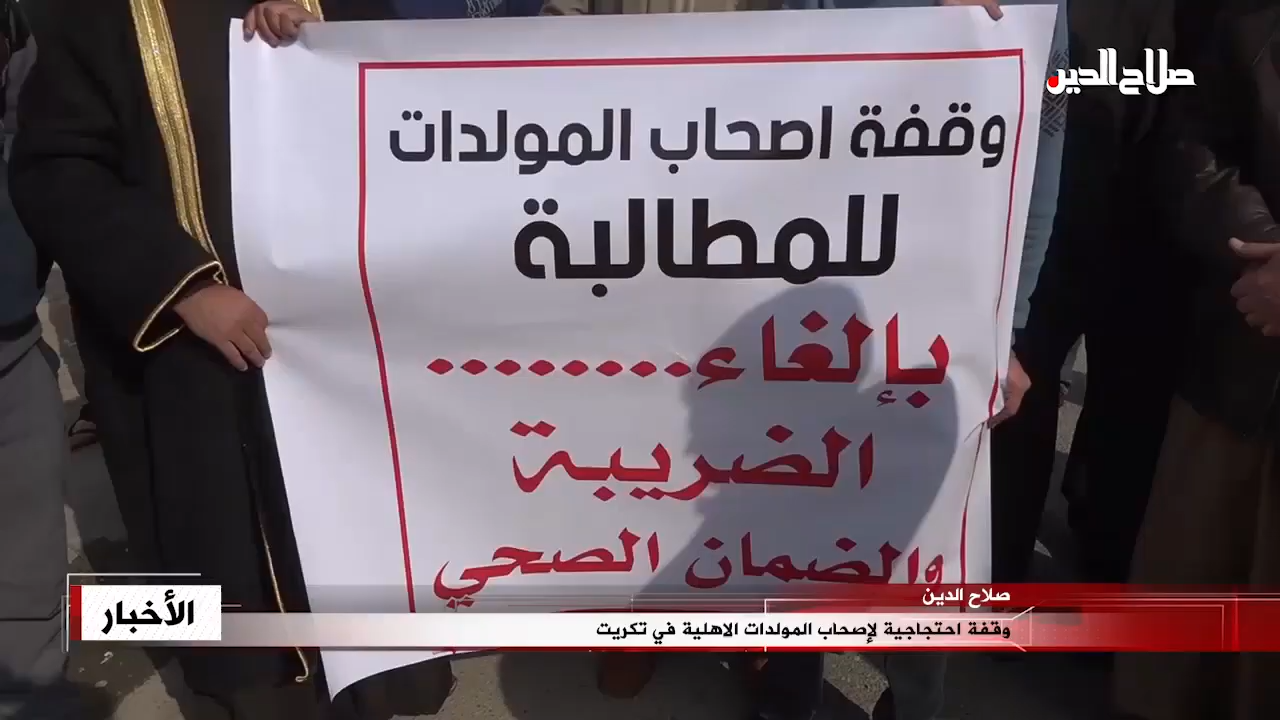 صلاح الدين
وقفة اصحاب المولدات
للمطالبة
بإلغاء.........
الضريبة
والضمان الصحي
صلاح الدين
الأخبار
وقفة احتجاجية لإصحاب المولدات الاهلية في تكريت